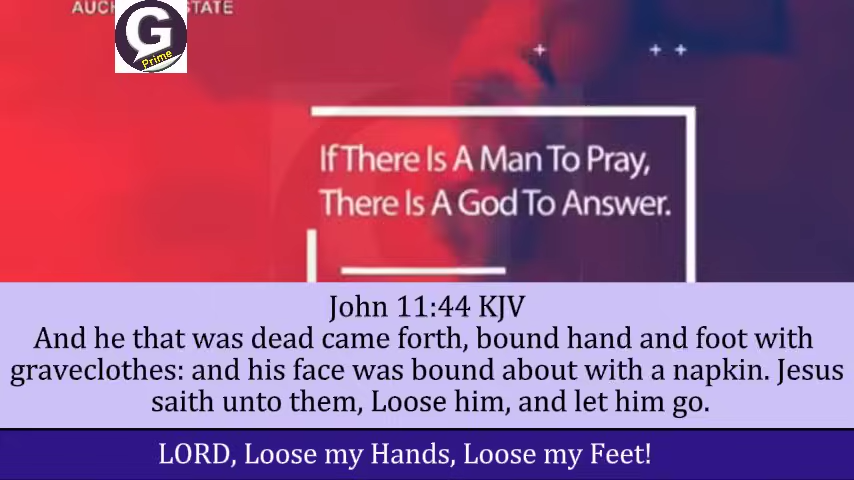 STATE
G
Prime
If There Is A Man To Pray,
There Is A God To Answer.
John 11:44 KJV
And he that was dead came forth, bound hand and foot with
graveclothes: and his face was bound about with a napkin. Jesus
saith unto them, Loose him, and let him go.
LORD, Loose my Hands, Loose my Feet!